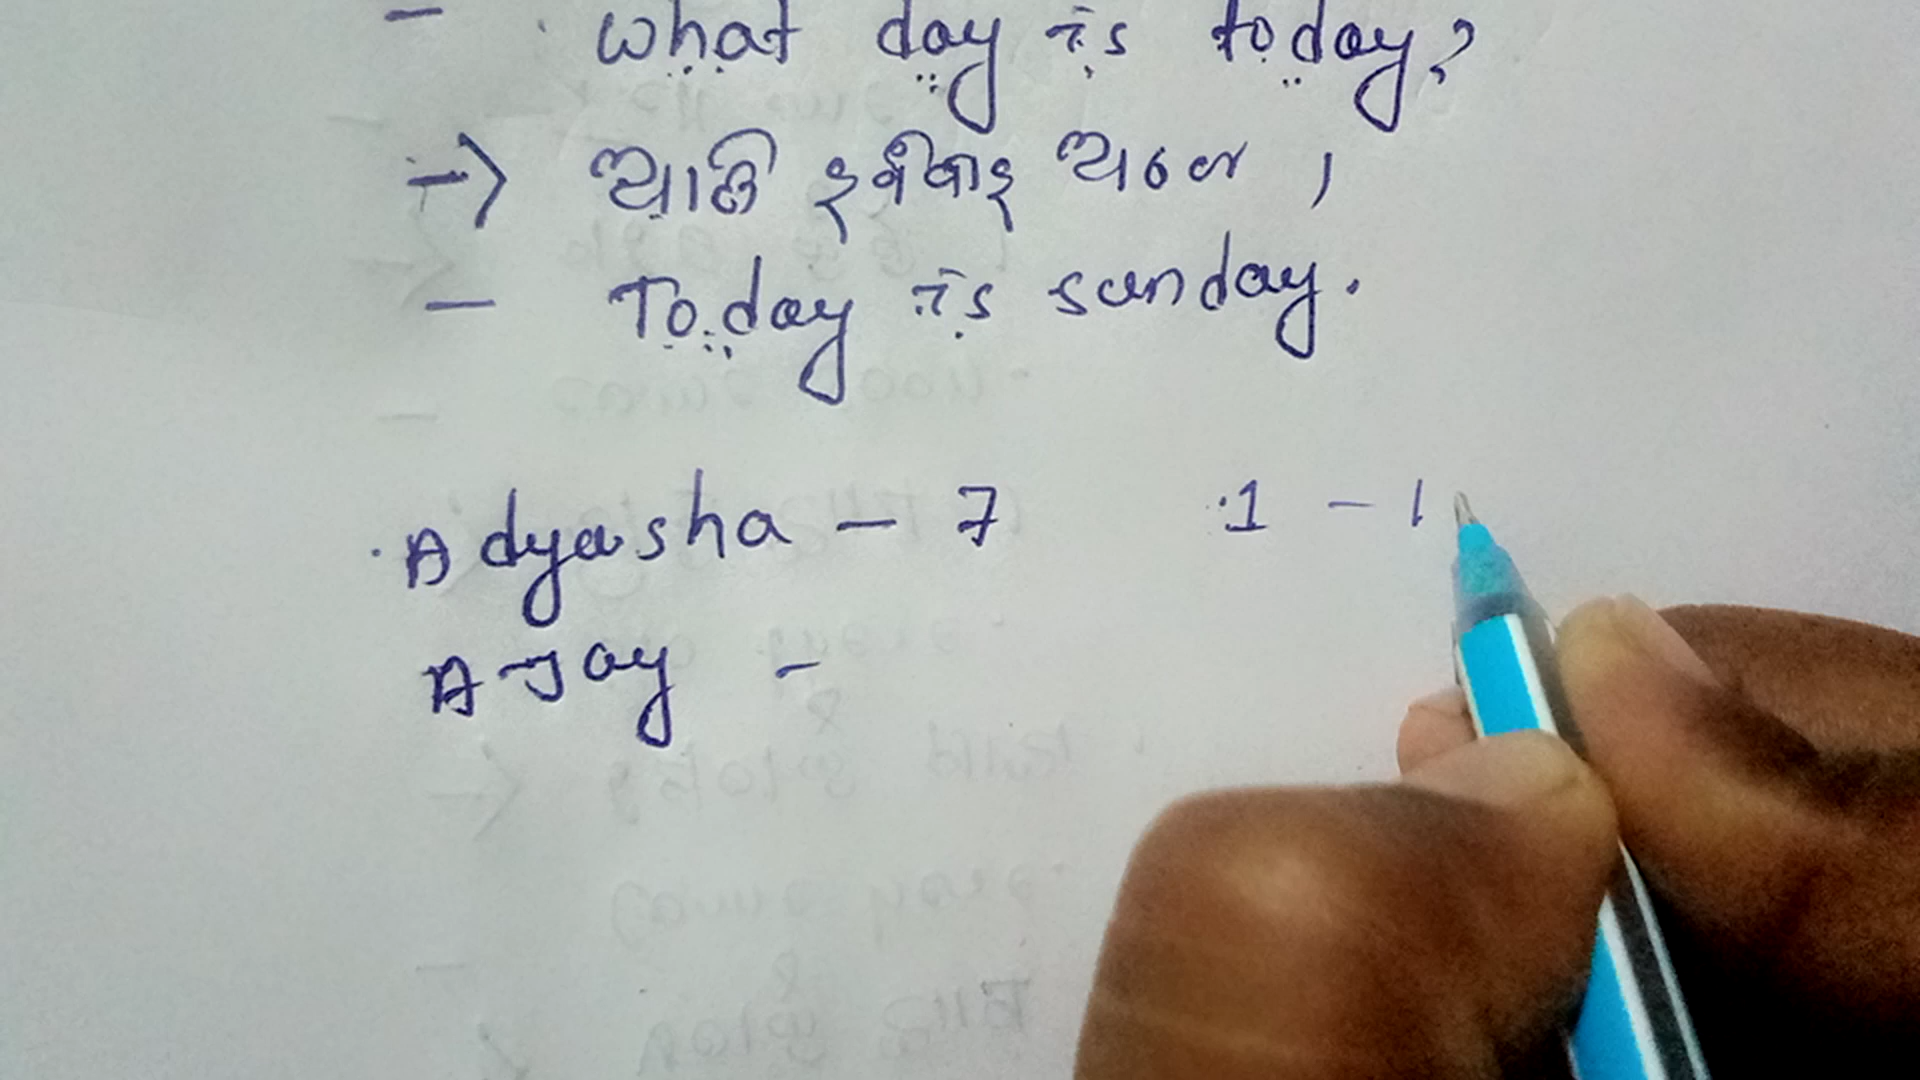 - What day is today?
-> ଆଜି ରବିବାର ଅଟେ ।
- Today is sunday.
Adyasha - 7 1 - 1
Ajay -